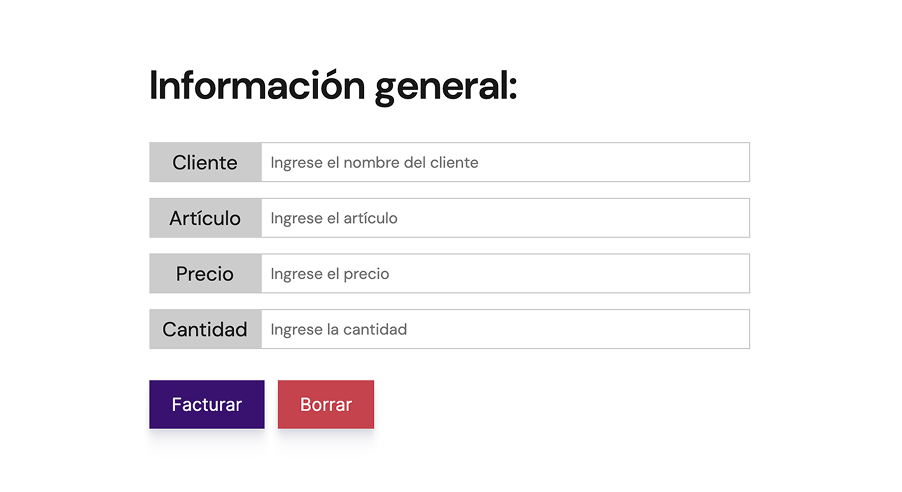 Información general:
Cliente Ingrese el nombre del cliente
Artículo Ingrese el artículo
Precio Ingrese el precio
Cantidad Ingrese la cantidad
Facturar Borrar